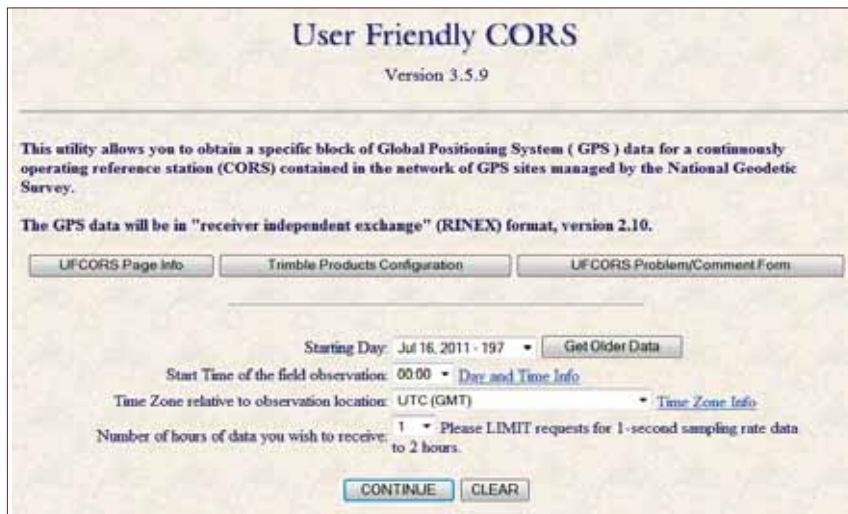 User Friendly CORS
Version 3.5.9
This utility allows you to obtain a specific block of Global Positioning System ( GPS ) data for a continuously
operating reference station (CORS) contained in the network of GPS sites managed by the National Geodetic
Survey.
The GPS data will be in "receiver independent exchange" (RINEX) format, version 2.10.
UFCORS Page Info Trimble Products Configuration UFCORS Problem/Comment Form
Starting Day: Jul 16, 2011 - 197 Get Older Data
Start Time of the field observation: 00:00 Day and Time Info
Time Zone relative to observation location: UTC (GMT) Time Zone Info
Number of hours of data you wish to receive: 1 Please LIMIT requests for 1-second sampling rate data
to 2 hours.
CONTINUE CLEAR